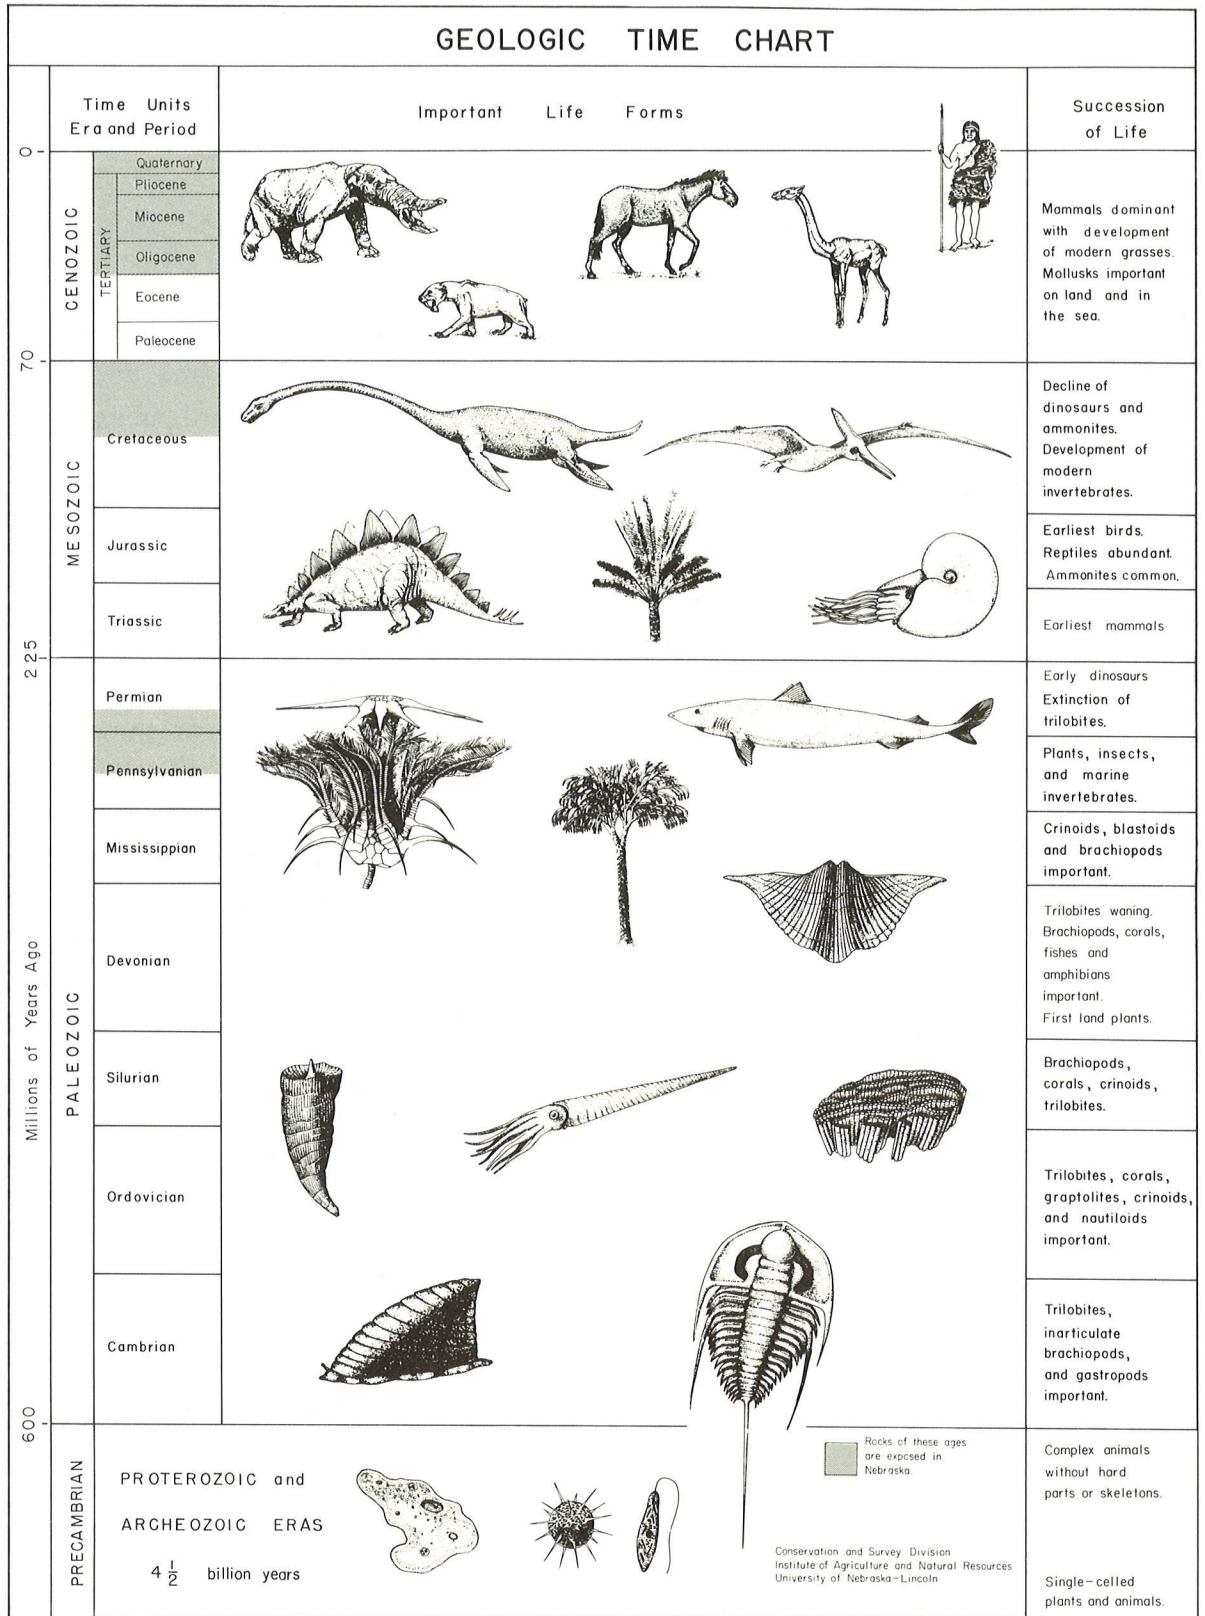 GEOLOGIC TIME CHART
Time Units
Era and Period
Important Life Forms
Succession
of Life
0
70
225
600
Millions of Years Ago
CENOZOIC
TERTIARY
Quaternary
Pliocene
Miocene
Oligocene
Eocene
Paleocene
Mammals dominant
with development
of modern grasses.
Mollusks important
on land and in
the sea.
MESOZOIC
Cretaceous
Decline of
dinosaurs and
ammonites.
Development of
modern
invertebrates.
Jurassic
Earliest birds.
Reptiles abundant.
Ammonites common.
Triassic
Earliest mammals
PALEOZOIC
Permian
Early dinosaurs
Extinction of
trilobites.
Pennsylvanian
Plants, insects,
and marine
invertebrates.
Mississippian
Crinoids, blastoids
and brachiopods
important.
Devonian
Trilobites waning.
Brachiopods, corals,
fishes and
amphibians
important.
First land plants.
Silurian
Brachiopods,
corals, crinoids,
trilobites.
Ordovician
Trilobites, corals,
graptolites, crinoids,
and nautiloids
important.
Cambrian
Trilobites,
inarticulate
brachiopods,
and gastropods
important.
PRECAMBRIAN
PROTEROZOIC and
ARCHEOZOIC ERAS
4 1/2 billion years
Rocks of these ages
are expcsed in
Nebraska.
Conservation and Survey Division
Institute of Agriculture and Natural Resources
University of Nebraska-Lincoln
Complex animals
without hard
parts or skeletons.
Single-celled
plants and animals.